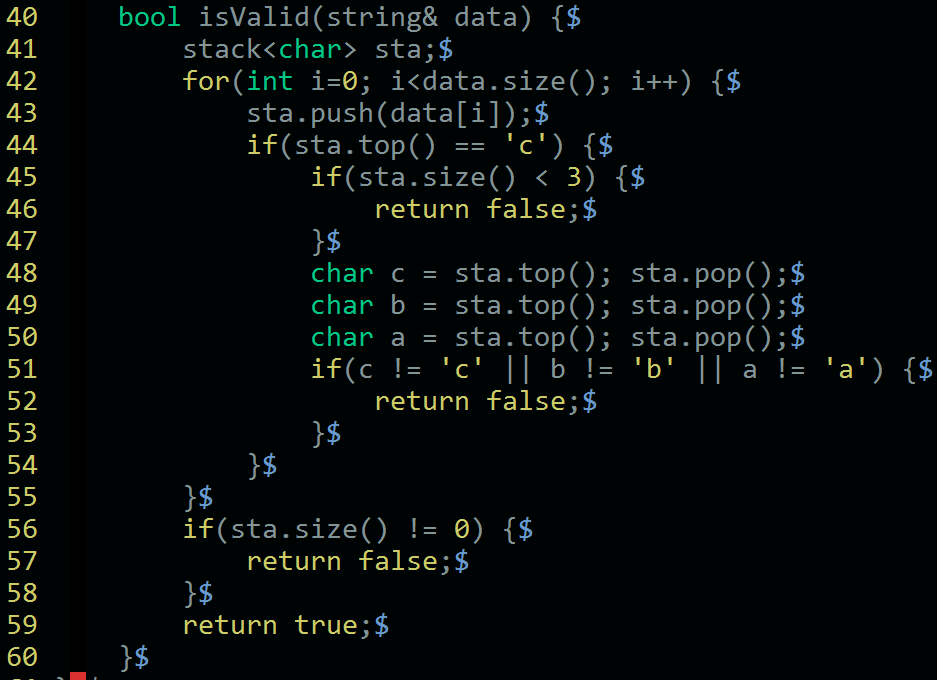 40     bool isValid(string& data) {$
41         stack<char> sta;$
42         for(int i=0; i<data.size(); i++) {$
43             sta.push(data[i]);$
44             if(sta.top() == 'c') {$
45                 if(sta.size() < 3) {$
46                     return false;$
47                 }$
48                 char c = sta.top(); sta.pop();$
49                 char b = sta.top(); sta.pop();$
50                 char a = sta.top(); sta.pop();$
51                 if(c != 'c' || b != 'b' || a != 'a') {$
52                     return false;$
53                 }$
54             }$
55         }$
56         if(sta.size() != 0) {$
57             return false;$
58         }$
59         return true;$
60     }$